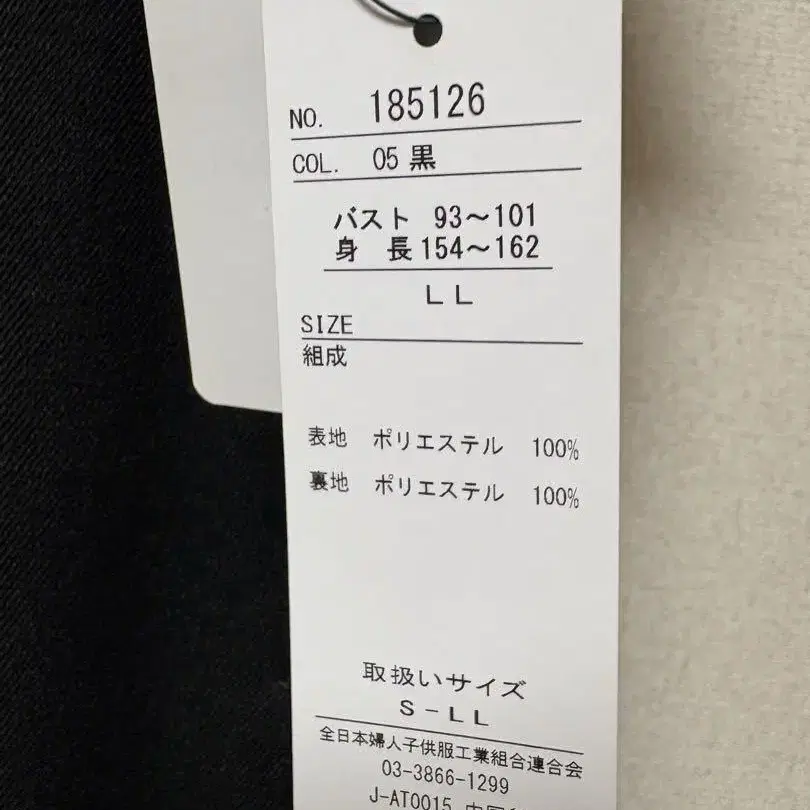 NO. 185126
COL. 05 黒
バスト 93～101
身 長 154～162
LL
SIZE
組成
表地 ポリエステル 100%
裏地 ポリエステル 100%
取扱いサイズ
S-LL
全日本婦人子供服工業組合連合会
03-3866-1299
J-AT0015